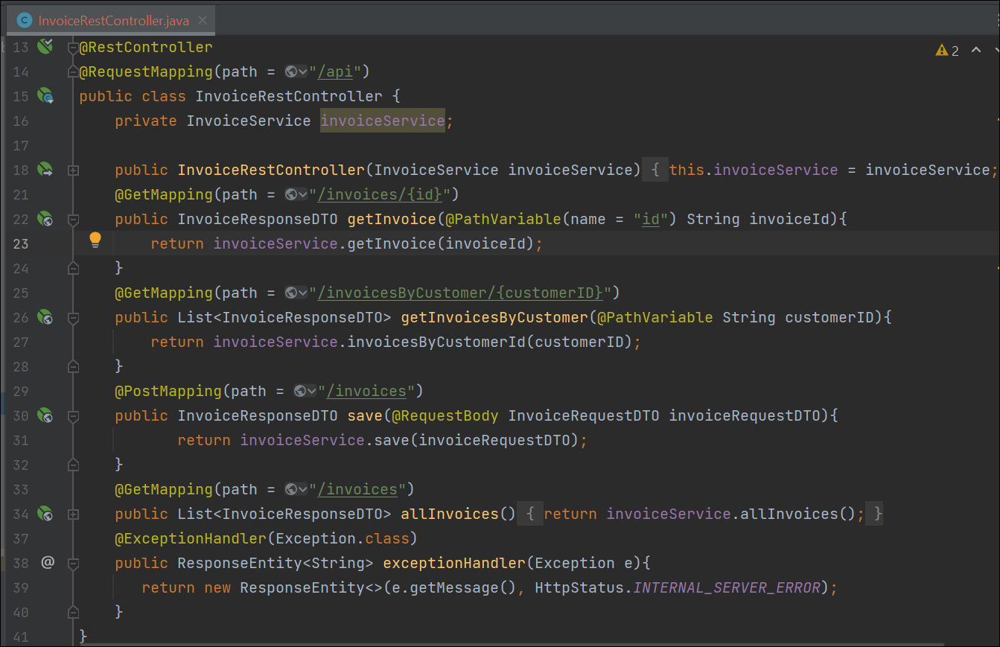 InvoiceRestController.java
2
13 @RestController
14 @RequestMapping(path = "/api")
15 public class InvoiceRestController {
16 private InvoiceService invoiceService;
17
18 public InvoiceRestController(InvoiceService invoiceService) { this.invoiceService = invoiceService;
21 @GetMapping(path = "/invoices/{id}")
22 public InvoiceResponseDTO getInvoice(@PathVariable(name = "id") String invoiceId){
23 return invoiceService.getInvoice(invoiceId);
24 }
25 @GetMapping(path = "/invoicesByCustomer/{customerID}")
26 public List<InvoiceResponseDTO> getInvoicesByCustomer(@PathVariable String customerID){
27 return invoiceService.invoicesByCustomerId(customerID);
28 }
29 @PostMapping(path = "/invoices")
30 public InvoiceResponseDTO save(@RequestBody InvoiceRequestDTO invoiceRequestDTO){
31 return invoiceService.save(invoiceRequestDTO);
32 }
33 @GetMapping(path = "/invoices")
34 public List<InvoiceResponseDTO> allInvoices() { return invoiceService.allInvoices(); }
37 @ExceptionHandler(Exception.class)
38 public ResponseEntity<String> exceptionHandler(Exception e){
39 return new ResponseEntity<>(e.getMessage(), HttpStatus.INTERNAL_SERVER_ERROR);
40 }
41 }